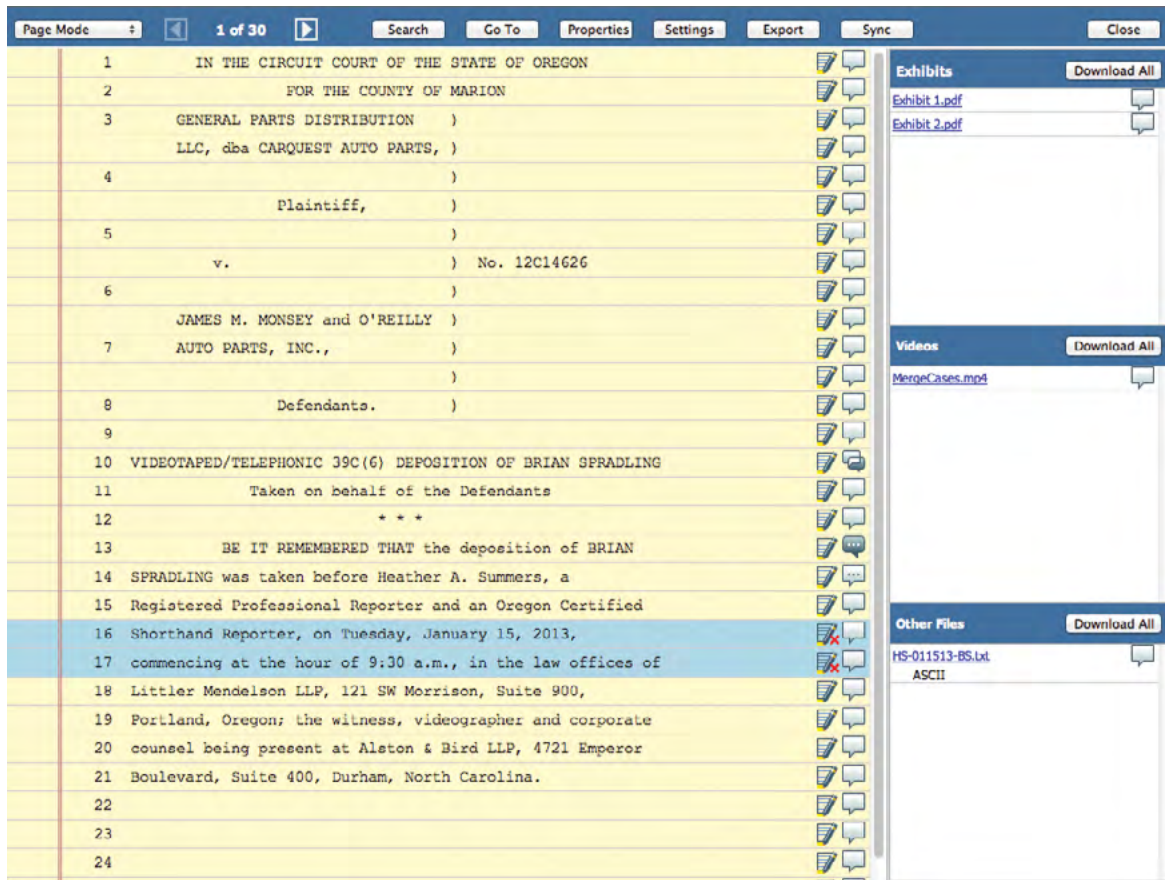 Page Mode 1 of 30 Search Go To Properties Settings Export Sync Close
1 IN THE CIRCUIT COURT OF THE STATE OF OREGON
2 FOR THE COUNTY OF MARION
3 GENERAL PARTS DISTRIBUTION )
LLC, dba CARQUEST AUTO PARTS, )
4 )
Plaintiff, )
5 )
v. ) No. 12C14626
6 )
JAMES M. MONSEY and O'REILLY )
7 AUTO PARTS, INC., )
)
8 Defendants. )
9
10 VIDEOTAPED/TELEPHONIC 39C(6) DEPOSITION OF BRIAN SPRADLING
11 Taken on behalf of the Defendants
12 * * *
13 BE IT REMEMBERED THAT the deposition of BRIAN
14 SPRADLING was taken before Heather A. Summers, a
15 Registered Professional Reporter and an Oregon Certified
16 Shorthand Reporter, on Tuesday, January 15, 2013,
17 commencing at the hour of 9:30 a.m., in the law offices of
18 Littler Mendelson LLP, 121 SW Morrison, Suite 900,
19 Portland, Oregon; the witness, videographer and corporate
20 counsel being present at Alston & Bird LLP, 4721 Emperor
21 Boulevard, Suite 400, Durham, North Carolina.
22
23
24
Exhibits Download All
Exhibit 1.pdf
Exhibit 2.pdf
Videos Download All
MergeCases.mp4
Other Files Download All
HS-011513-BS.txt
ASCII